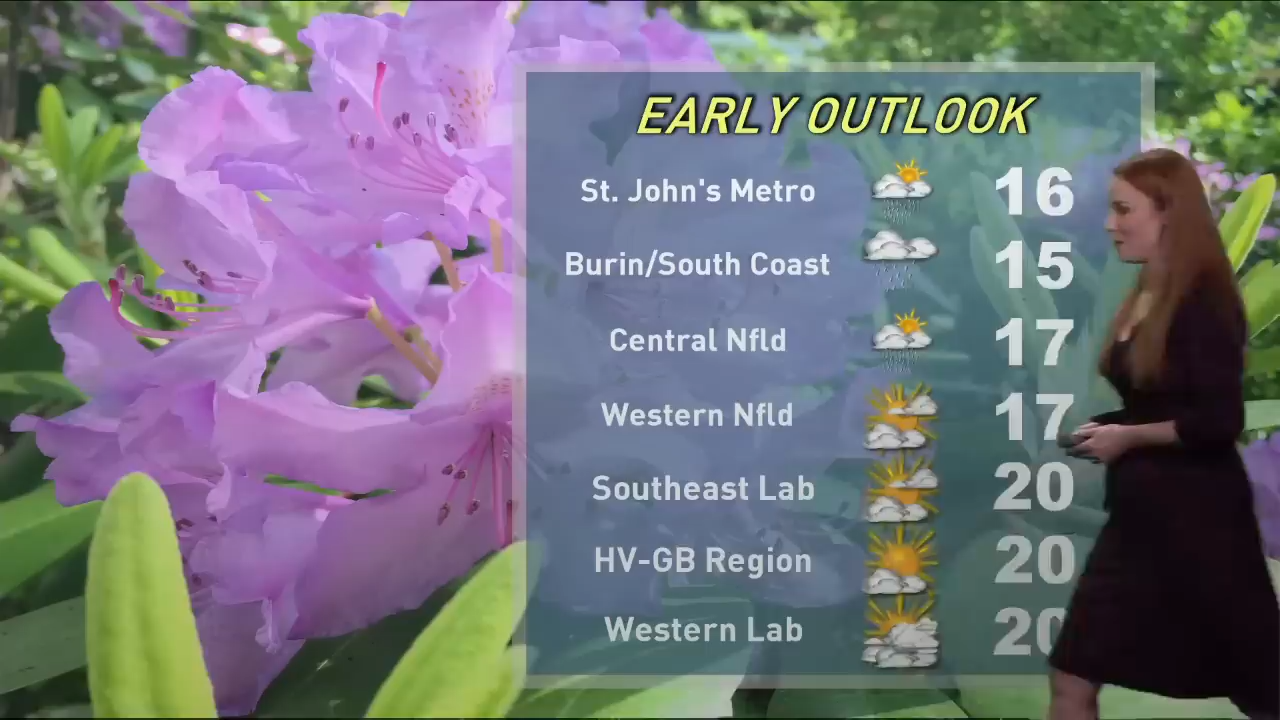 EARLY OUTLOOK
St. John's Metro 16
Burin/South Coast 15
Central Nfld 17
Western Nfld 17
Southeast Lab 20
HV-GB Region 20
Western Lab 20